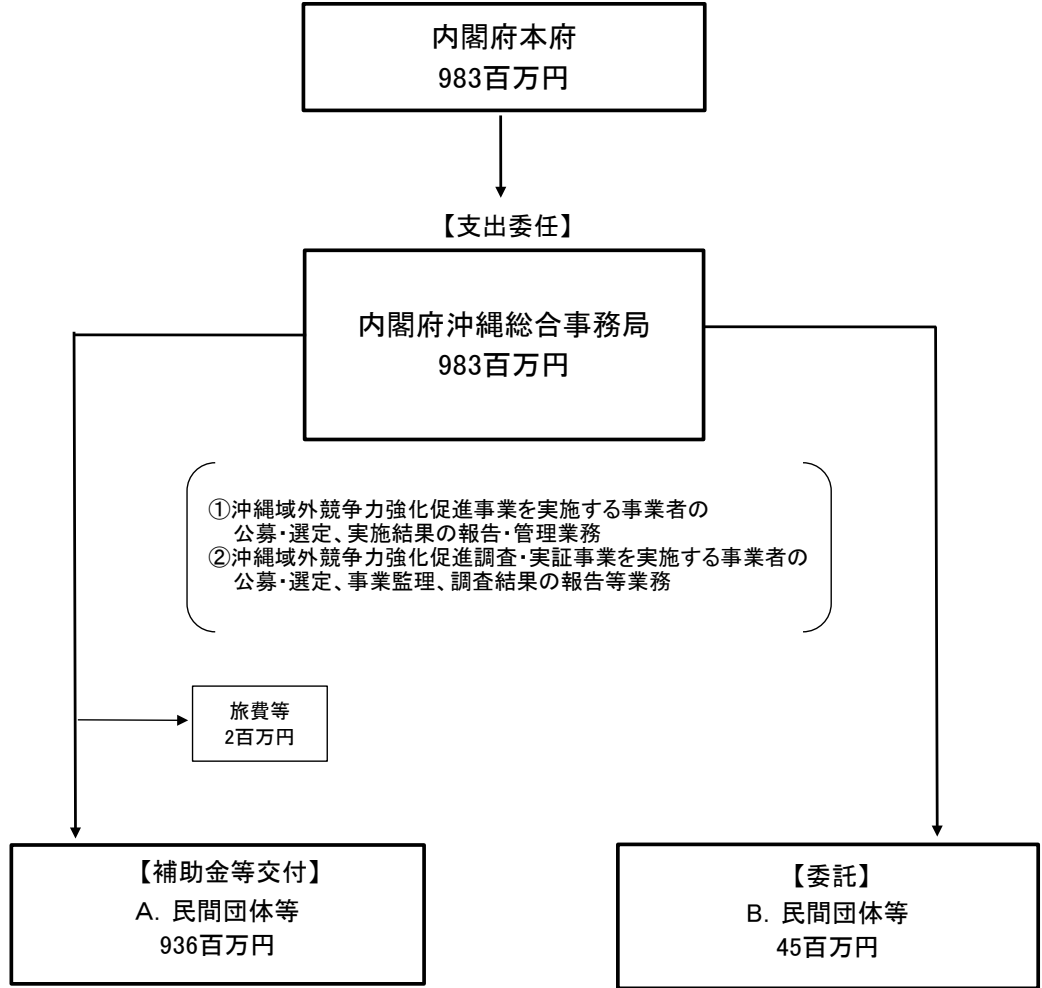 内閣府本府
983百万円
【支出委任】
内閣府沖縄総合事務局
983百万円
①沖縄域外競争力強化促進事業を実施する事業者の
公募・選定、実施結果の報告・管理業務
②沖縄域外競争力強化促進調査・実証事業を実施する事業者の
公募・選定、事業監理、調査結果の報告等業務
旅費等
2百万円
【補助金等交付】
A．民間団体等
936百万円
【委託】
B．民間団体等
45百万円